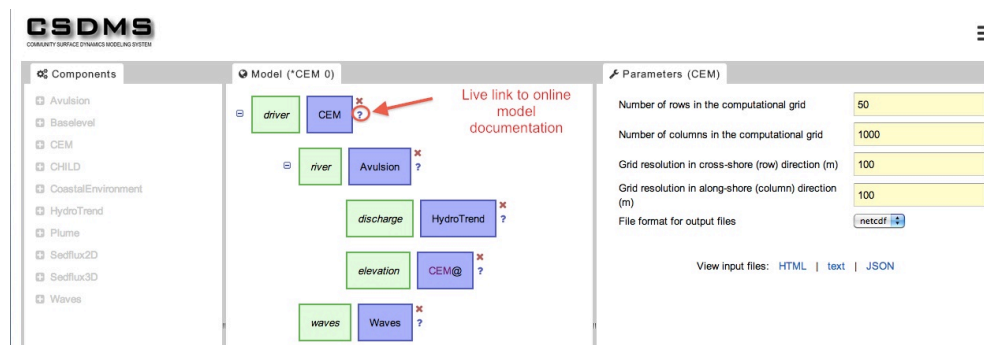 CSDMS
COMMUNITY SURFACE DYNAMICS MODELING SYSTEM
Components
Avulsion
Baselevel
CEM
CHILD
CoastalEnvironment
HydroTrend
Plume
Sedflux2D
Sedflux3D
Waves
Model (*CEM 0)
driver CEM ?
Live link to online
model
documentation
river Avulsion ?
discharge HydroTrend ?
elevation CEM@ ?
waves Waves ?
Parameters (CEM)
Number of rows in the computational grid 50
Number of columns in the computational grid 1000
Grid resolution in cross-shore (row) direction (m) 100
Grid resolution in along-shore (column) direction
(m) 100
File format for output files netcdf
View input files: HTML | text | JSON